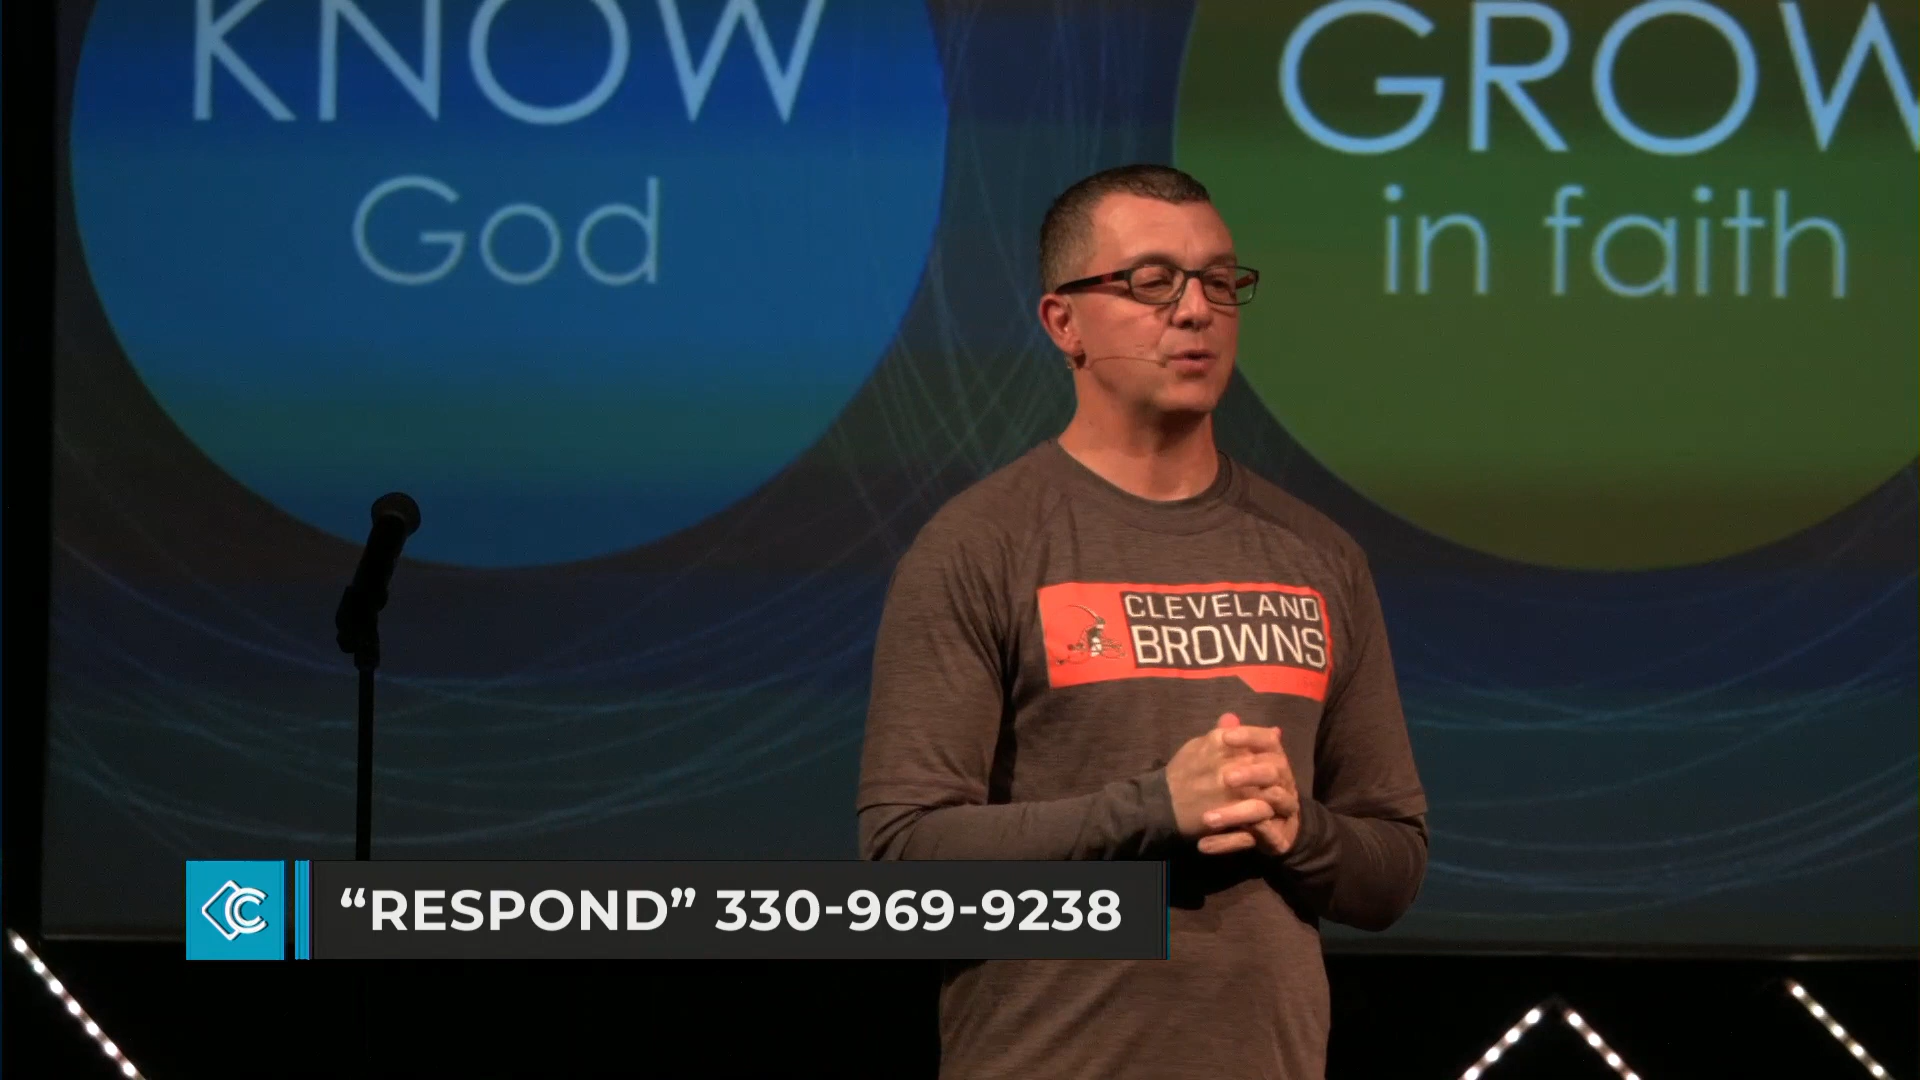 KNOW
God
GROW
in faith
CLEVELAND
BROWNS
“RESPOND” 330-969-9238